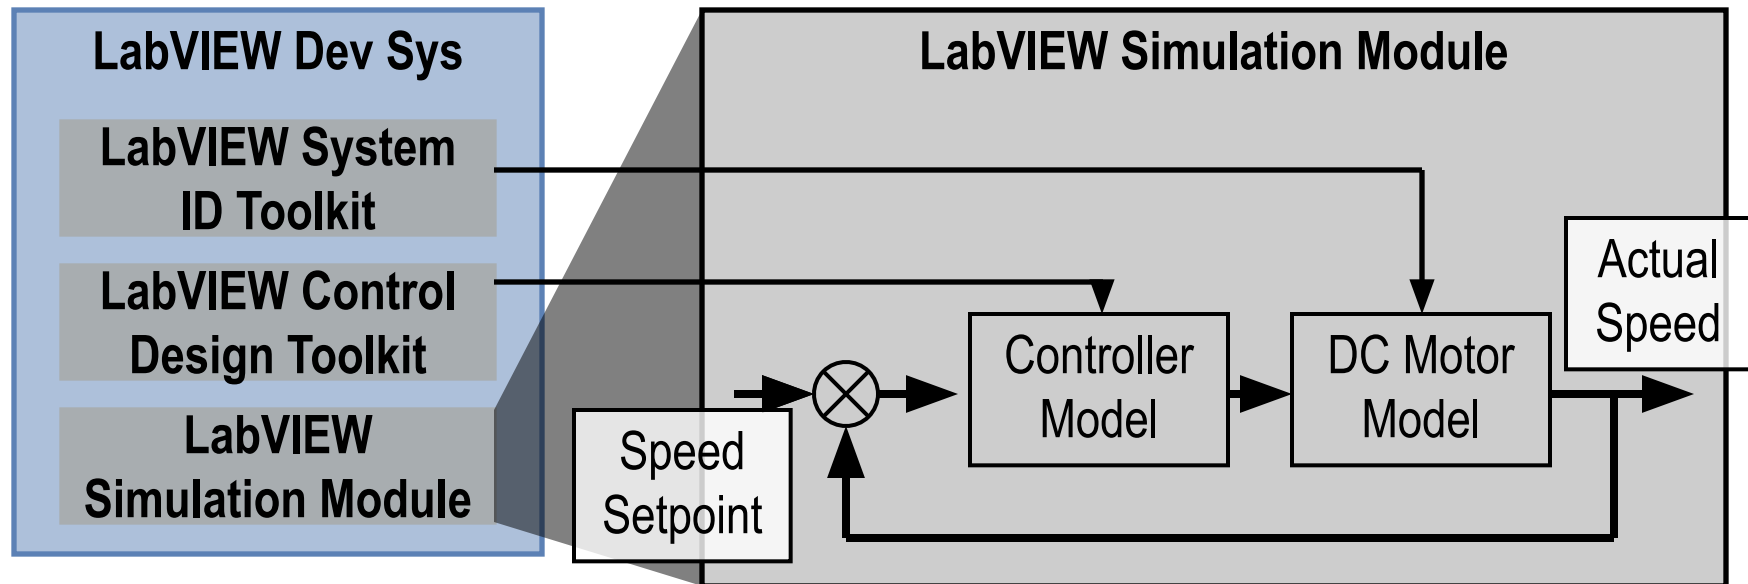 LabVIEW Dev Sys
LabVIEW System
ID Toolkit
LabVIEW Control
Design Toolkit
LabVIEW
Simulation Module
LabVIEW Simulation Module
Speed
Setpoint
Controller
Model
DC Motor
Model
Actual
Speed